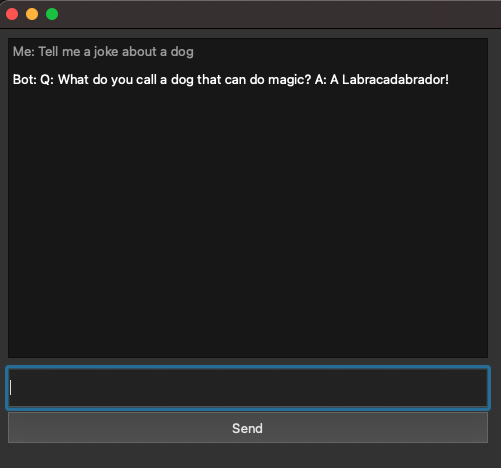 Me: Tell me a joke about a dog
Bot: Q: What do you call a dog that can do magic? A: A Labracadabrador!
Send